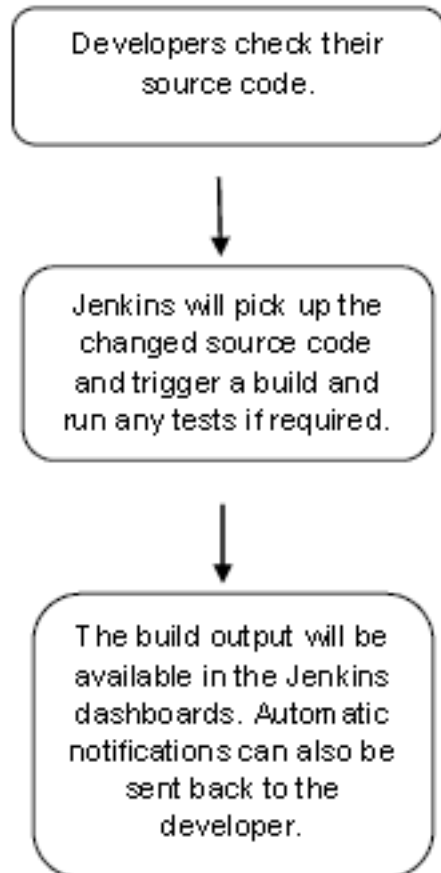 Developers check their
source code.
Jenkins will pick up the
changed source code
and trigger a build and
run any tests if required.
The build output will be
available in the Jenkins
dashboards. Automatic
notifications can also be
sent back to the
developer.